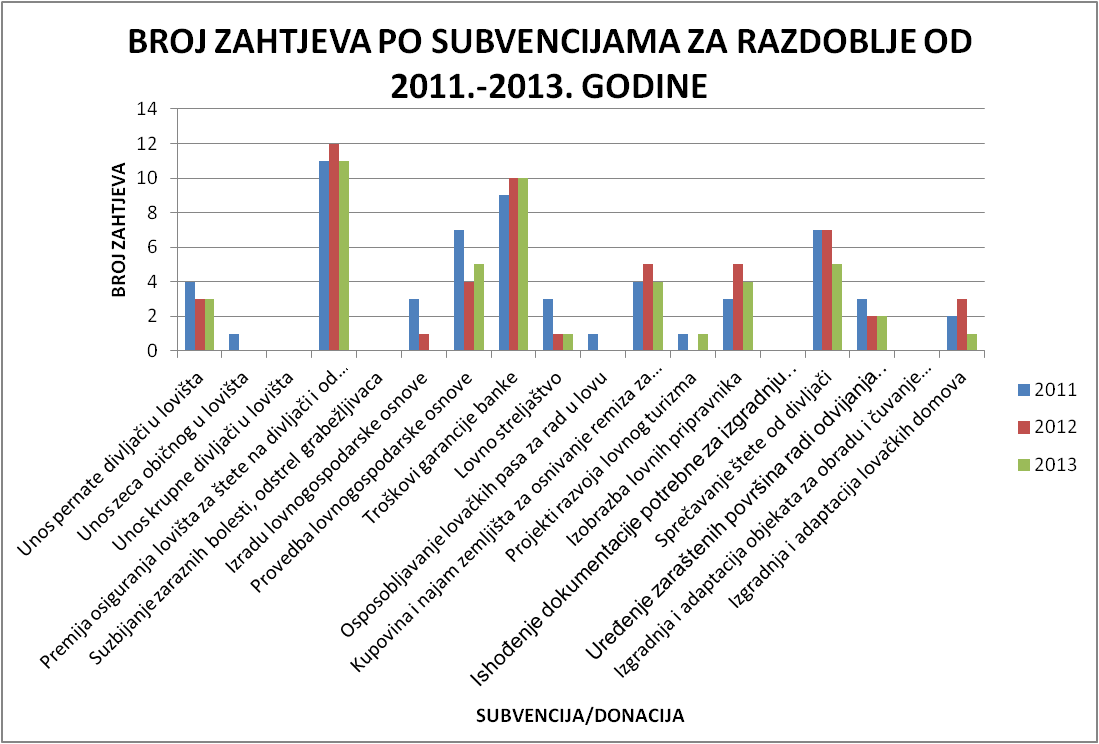 BROJ ZAHTJEVA PO SUBVENCIJAMA ZA RAZDOBLJE OD
2011.-2013. GODINE
BROJ ZAHTJEVA
14
12
10
8
6
4
2
0
Unos pernate divljači u lovišta
Unos zeca običnog u lovišta
Unos krupne divljači u lovišta
Premija osiguranja lovišta za štete na divljači i od...
Suzbijanje zaraznih bolesti, odstrel grabežljivaca
Izradu lovnogospodarske osnove
Provedba lovnogospodarske osnove
Troškovi garancije banke
Lovno streljaštvo
Osposobljavanje lovačkih pasa za rad u lovu
Kupovina i najam zemljišta za osnivanje remiza za...
Projekti razvoja lovnog turizma
Izobrazba lovnih pripravnika
Ishođenje dokumentacije potrebne za izgradnju..
Sprečavanje štete od divljači
Uređenje zaraštenih površina radi odvijanja..
Izgradnja i adaptacija objekata za obradu i čuvanje...
Izgradnja i adaptacija lovačkih domova
SUBVENCIJA/DONACIJA
2011
2012
2013